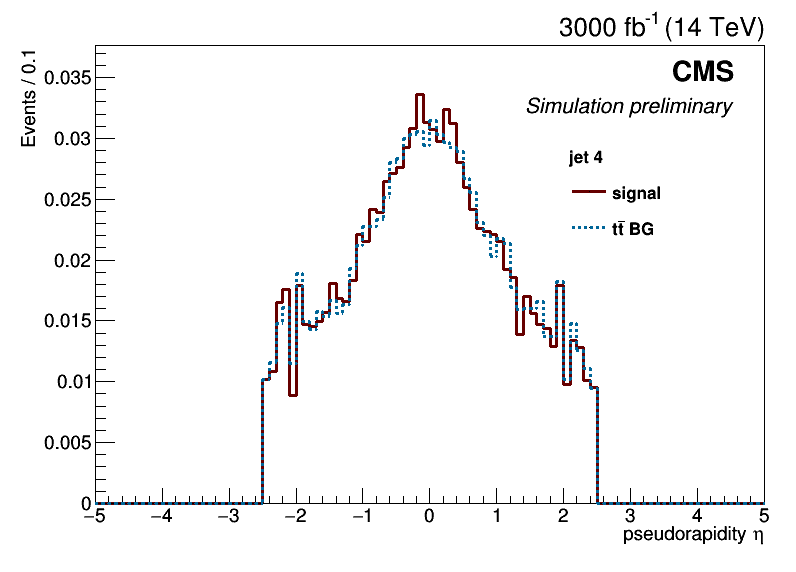 3000 fb⁻¹ (14 TeV)
Events / 0.1
CMS
Simulation preliminary
jet 4
signal
tt̄ BG
0.035
0.03
0.025
0.02
0.015
0.01
0.005
0
−5 −4 −3 −2 −1 0 1 2 3 4 5
pseudorapidity η